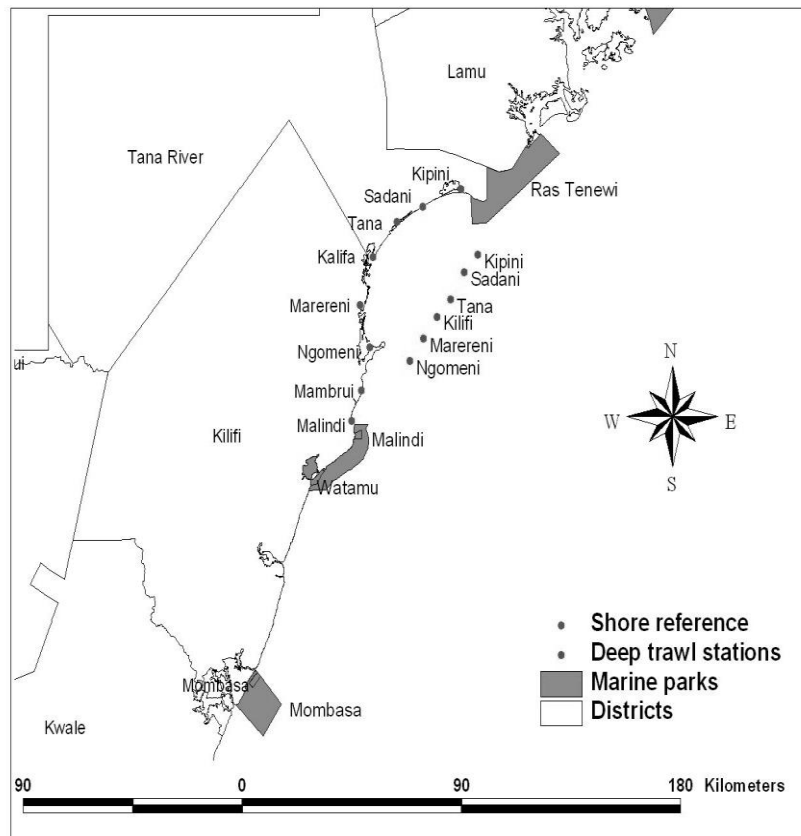 Lamu
Tana River
Kipini
Ras Tenewi
Sadani
Tana
Kalifa
Kipini
Sadani
Marereni
Tana
Kilifi
Ngomeni
Marereni
Ngomeni
N
Mambrui
W E
Malindi
Kilifi
Malindi
S
Watamu
Shore reference
Deep trawl stations
Mombasa
Marine parks
Mombasa
Districts
Kwale
90 0 90 180 Kilometers